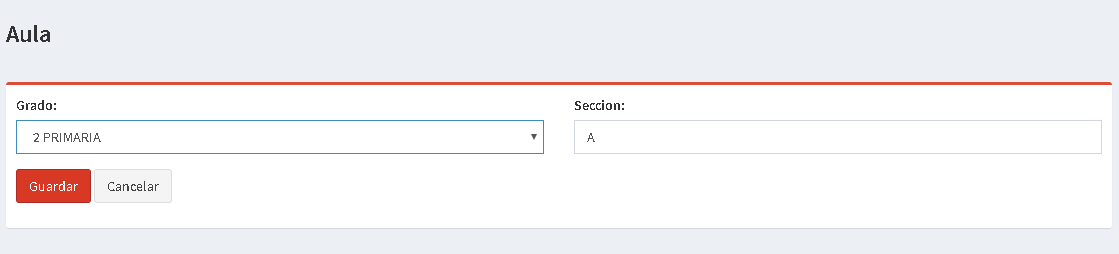 Aula
Grado:
Seccion:
2 PRIMARIA
A
Guardar
Cancelar